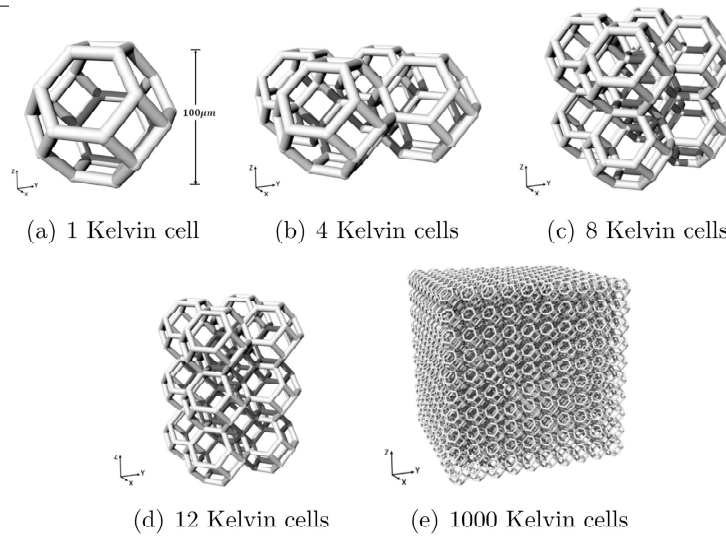 100μm
Z
Y
X
Z
Y
X
Z
Y
X
(a) 1 Kelvin cell
(b) 4 Kelvin cells
(c) 8 Kelvin cells
Z
Y
X
Z
Y
X
(d) 12 Kelvin cells
(e) 1000 Kelvin cells